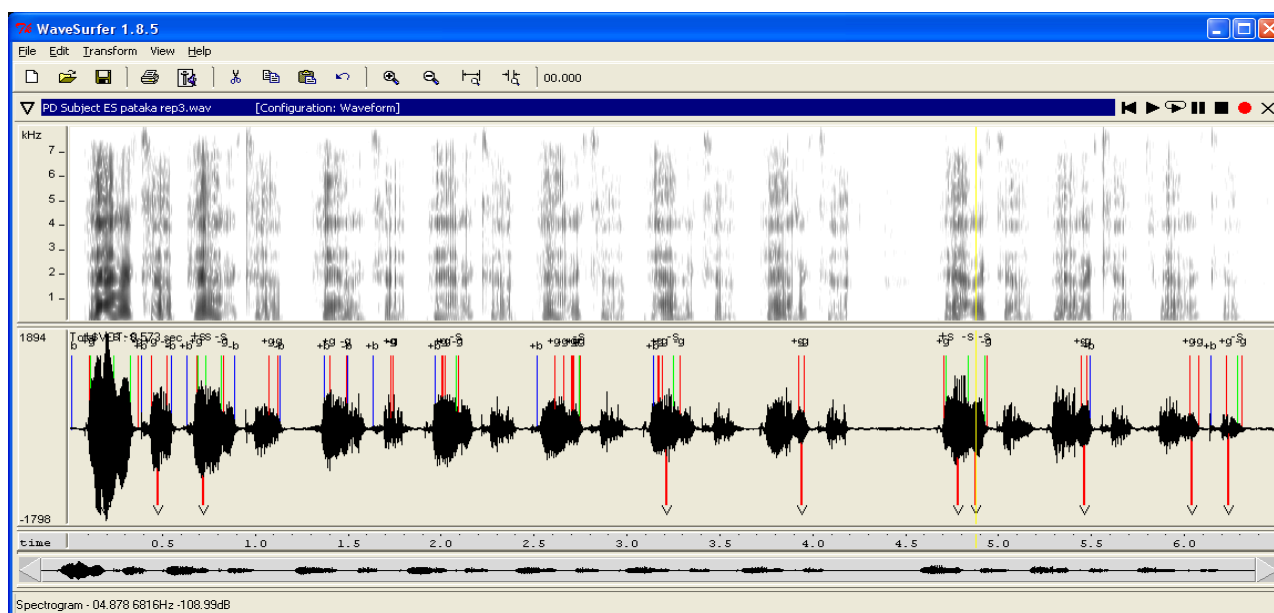 WaveSurfer 1.8.5
File Edit Transform View Help
00.000
PD Subject ES pataka rep3.wav [Configuration: Waveform]
kHz
7
6
5
4
3
2
1
1894
-1798
time 0.5 1.0 1.5 2.0 2.5 3.0 3.5 4.0 4.5 5.0 5.5 6.0
Spectrogram - 04.878 6816Hz -108.99dB